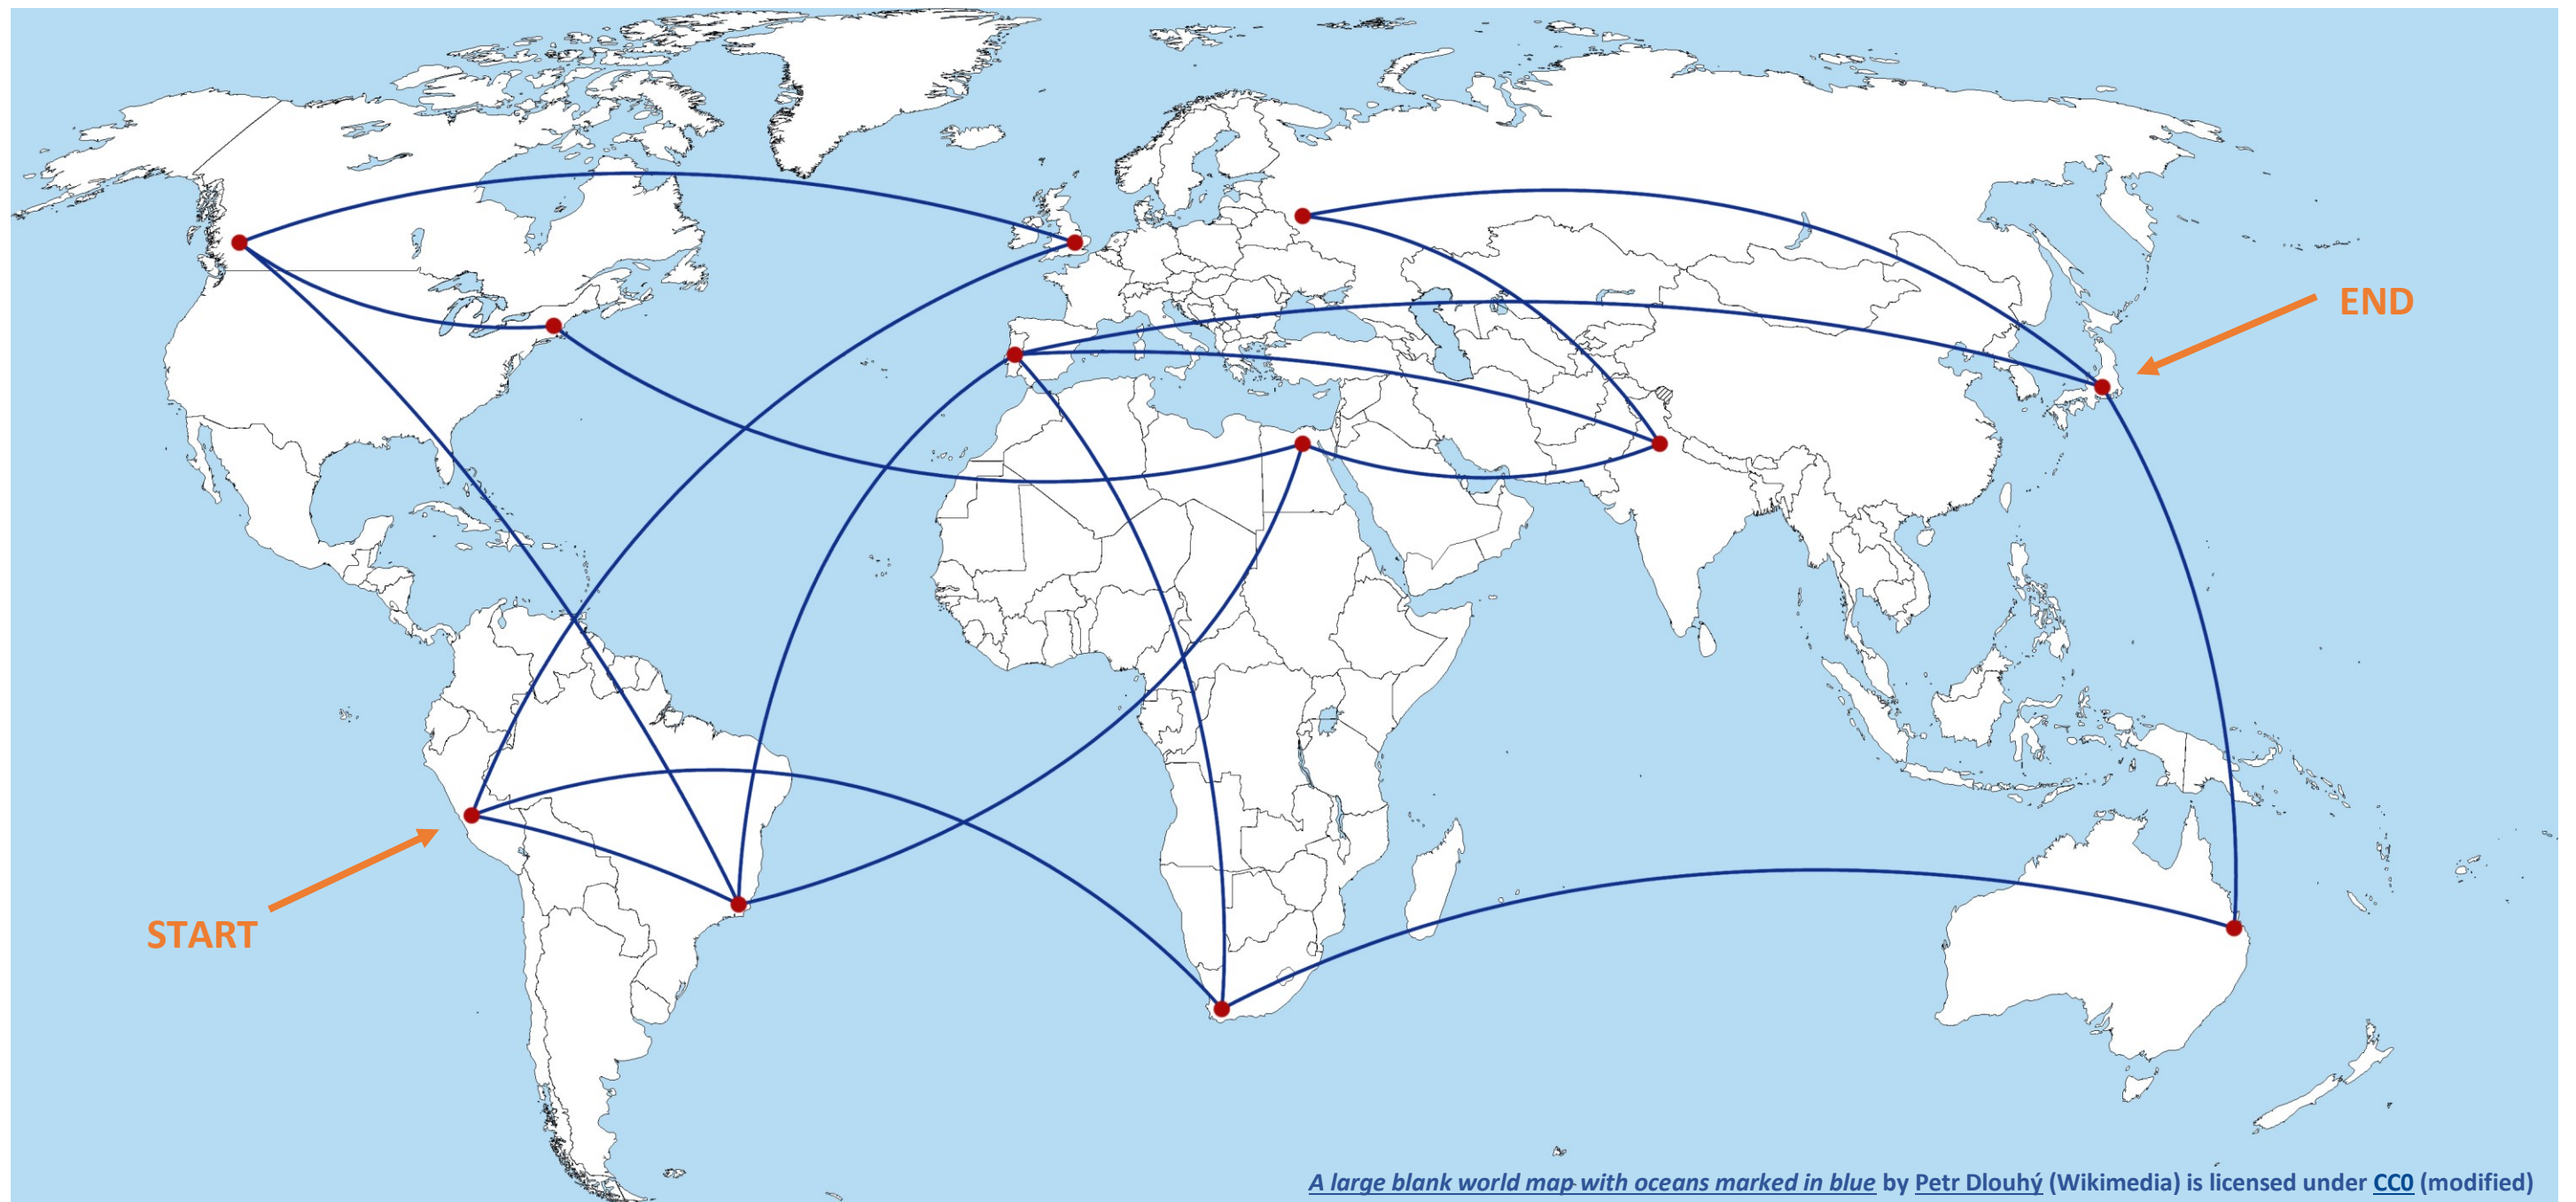 END
START
A large blank world map with oceans marked in blue by Petr Dlouhý (Wikimedia) is licensed under CC0 (modified)